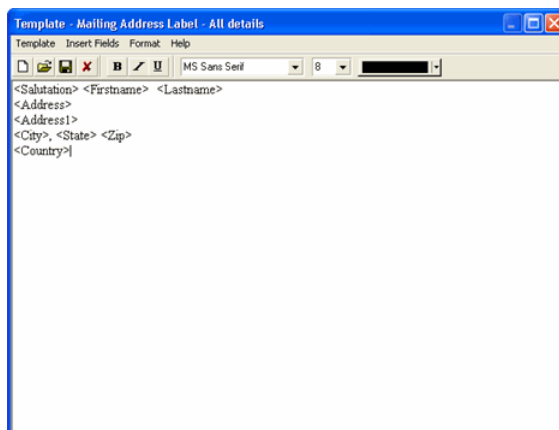 Template - Mailing Address Label - All details
Template Insert Fields Format Help
B I U MS Sans Serif 8
<Salutation> <Firstname>  <Lastname>
<Address>
<Address1>
<City>, <State> <Zip>
<Country>